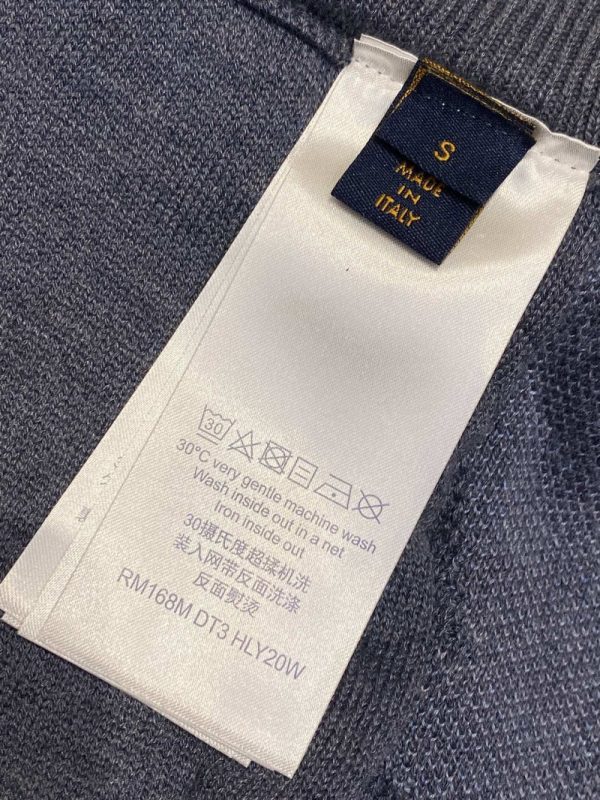 S
MADE
IN
ITALY
30
30°C very gentle machine wash
Wash inside out in a net
Iron inside out
30摄氏度超揉机洗
装入网带反面洗涤
反面熨烫
RM168M DT3 HLY20W